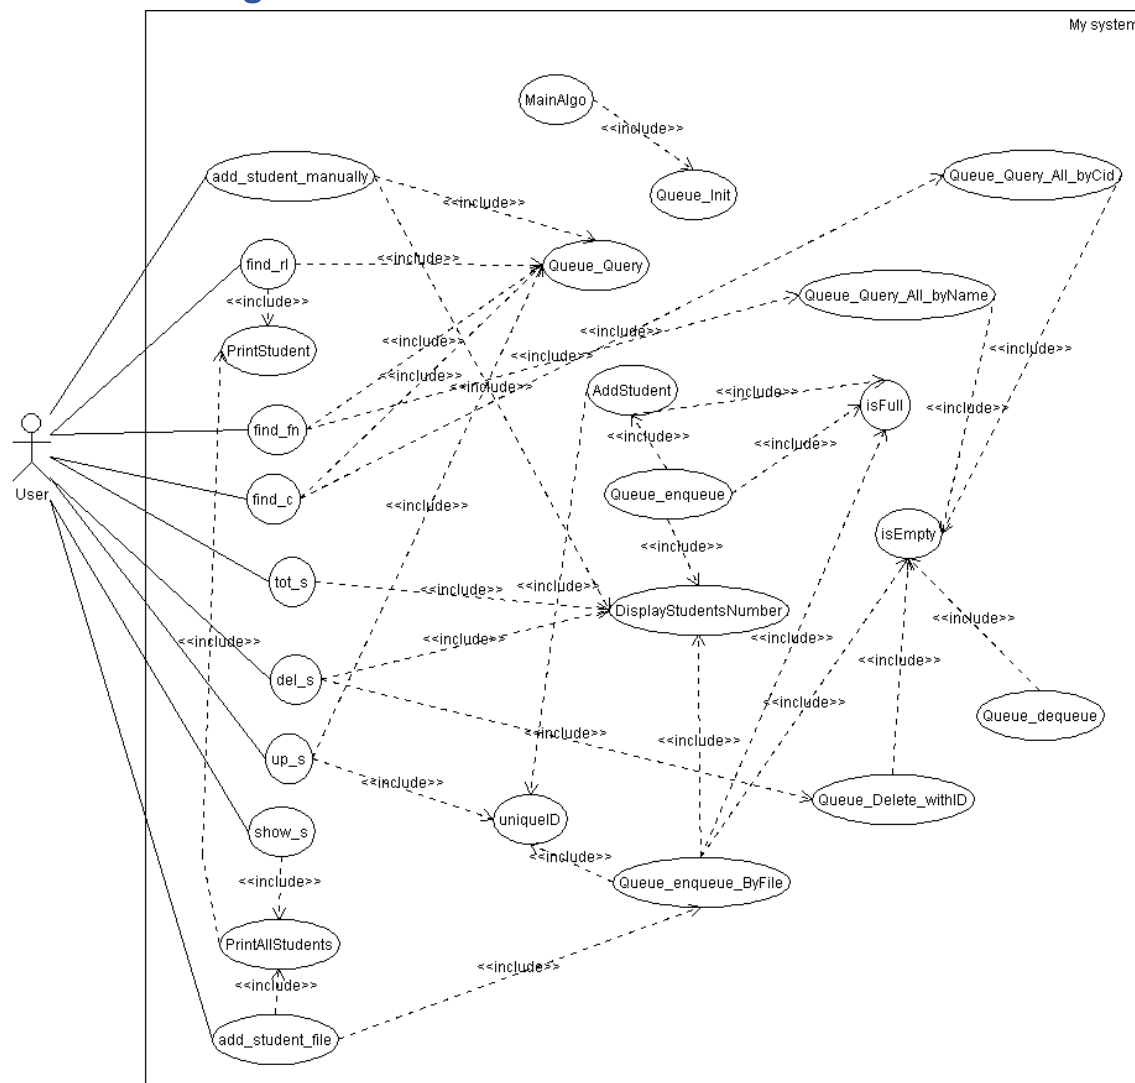 My system
MainAlgo
<<include>>
add_student_manually
Queue_Query_All_byCid
Queue_Init
<<include>>
find_rl
<<include>>
Queue_Query
Queue_Query_All_byName
<<include>>
<<include>>
<<include>>
<<include>>
PrintStudent
<<include>>
<<include>>
<<include>>
AddStudent
<<include>>
isFull
find_fn
<<include>>
<<include>>
User
find_c
Queue_enqueue
<<include>>
isEmpty
<<include>>
tot_s
<<include>>
<<include>>
DisplayStudentsNumber
<<include>>
<<include>>
<<include>>
<<include>>
del_s
<<include>>
Queue_dequeue
<<include>>
<<include>>
up_s
<<include>>
Queue_Delete_withID
uniqueID
show_s
<<include>>
<<include>>
Queue_enqueue_ByFile
PrintAllStudents
<<include>>
<<include>>
add_student_file